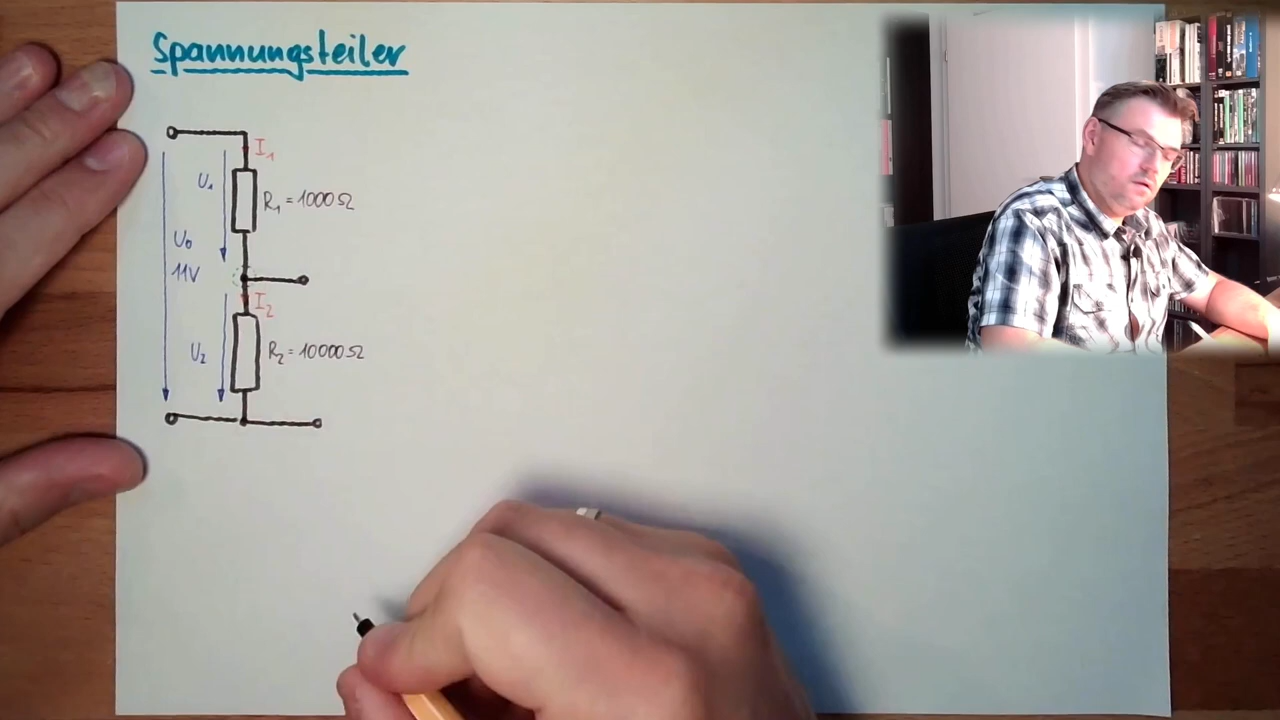 Spannungsteiler
I₁
U₁
R₁ = 1000 Ω
U₀
11V
I₂
U₂
R₂ = 10000 Ω